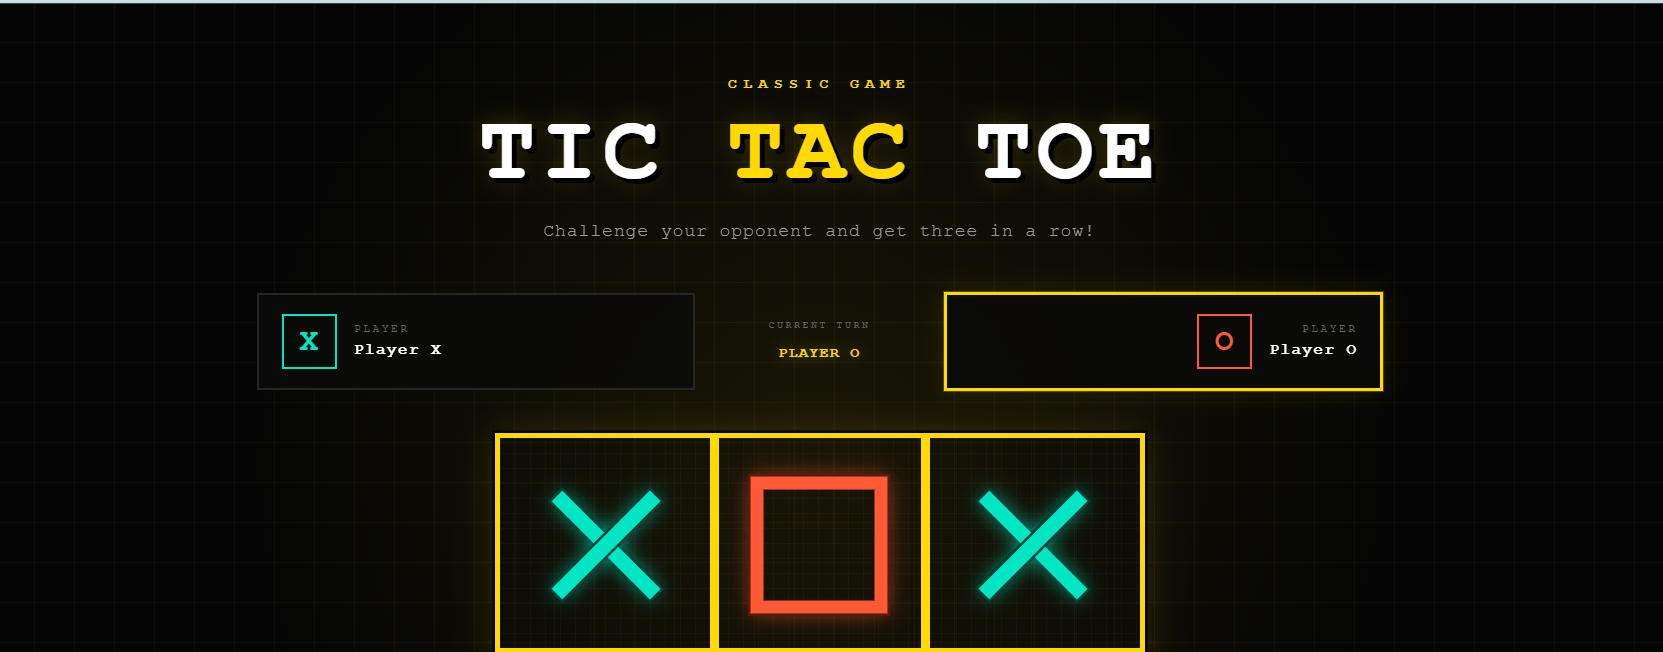 CLASSIC GAME
TIC TAC TOE
Challenge your opponent and get three in a row!
X
PLAYER
Player X
CURRENT TURN
PLAYER O
O
PLAYER
Player O